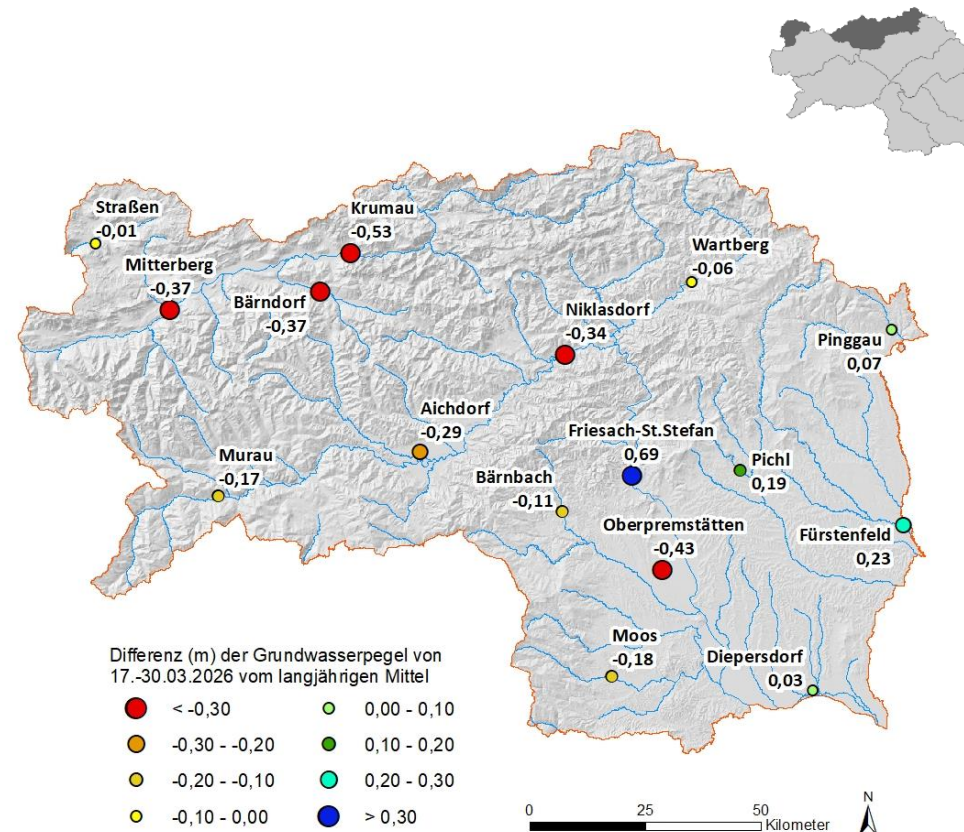 Straßen
-0,01
Krumau
-0,53
Wartberg
-0,06
Mitterberg
-0,37
Bärndorf
-0,37
Niklasdorf
-0,34
Pinggau
0,07
Aichdorf
-0,29
Friesach-St.Stefan
0,69
Murau
-0,17
Bärnbach
-0,11
Pichl
0,19
Oberpremstätten
-0,43
Fürstenfeld
0,23
Moos
-0,18
Diepersdorf
0,03
Differenz (m) der Grundwasserpegel von
17.-30.03.2026 vom langjährigen Mittel
< -0,30
0,00 - 0,10
-0,30 - -0,20
0,10 - 0,20
-0,20 - -0,10
0,20 - 0,30
-0,10 - 0,00
> 0,30
0 25 50
Kilometer
N